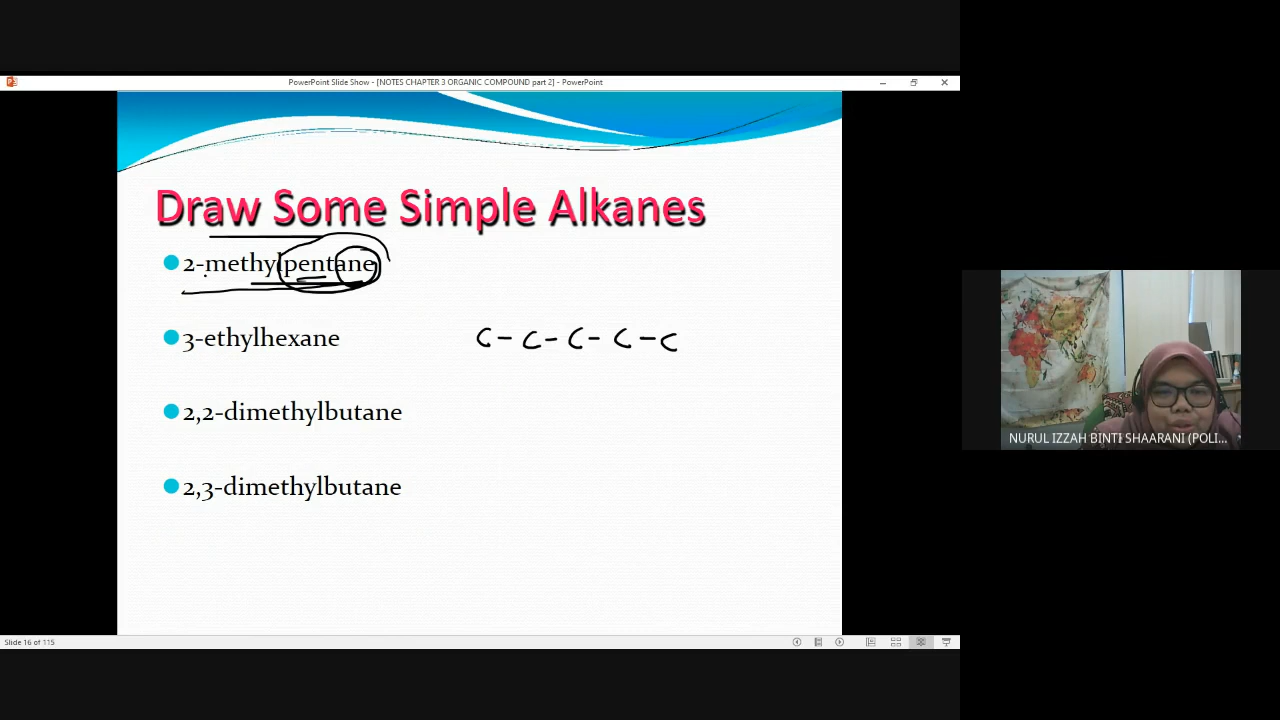 PowerPoint Slide Show - [NOTES CHAPTER 3 ORGANIC COMPOUND part 2] - PowerPoint
Draw Some Simple Alkanes
2-methylpentane
3-ethylhexane
C - C - C - C - C
2,2-dimethylbutane
2,3-dimethylbutane
NURUL IZZAH BINTI SHAARANI (POLI...
Slide 16 of 115